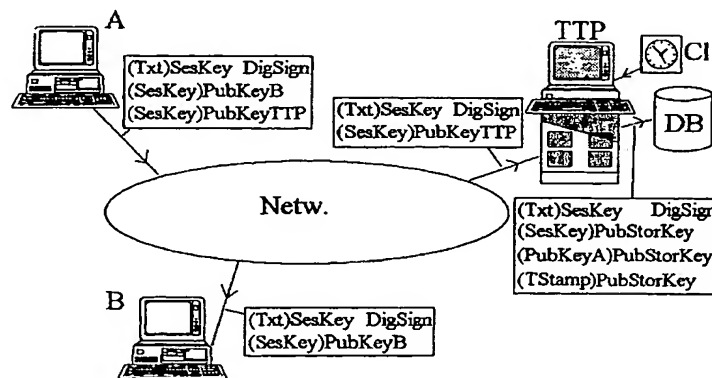 A
TTP
Cl
(Txt)SesKey DigSign
(SesKey)PubKeyB
(SesKey)PubKeyTTP
(Txt)SesKey DigSign
(SesKey)PubKeyTTP
DB
Netw.
(Txt)SesKey DigSign
(SesKey)PubStorKey
(PubKeyA)PubStorKey
(TStamp)PubStorKey
B
(Txt)SesKey DigSign
(SesKey)PubKeyB